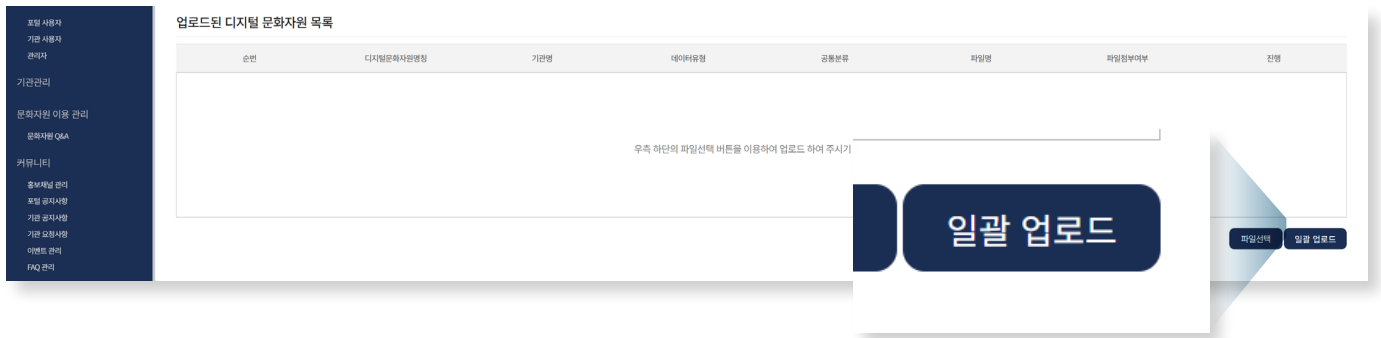 포털 사용자
기관 사용자
관리자
기관관리
문화자원 이용 관리
문화자원 Q&A
커뮤니티
홍보채널 관리
포털 공지사항
기관 공지사항
기관 요청사항
이벤트 관리
FAQ 관리
업로드된 디지털 문화자원 목록
순번 디지털문화자원명칭 기관명 데이터유형 공통분류 파일명 파일첨부여부 진행
우측 하단의 파일선택 버튼을 이용하여 업로드 하여 주시기
일괄 업로드
파일선택 일괄 업로드